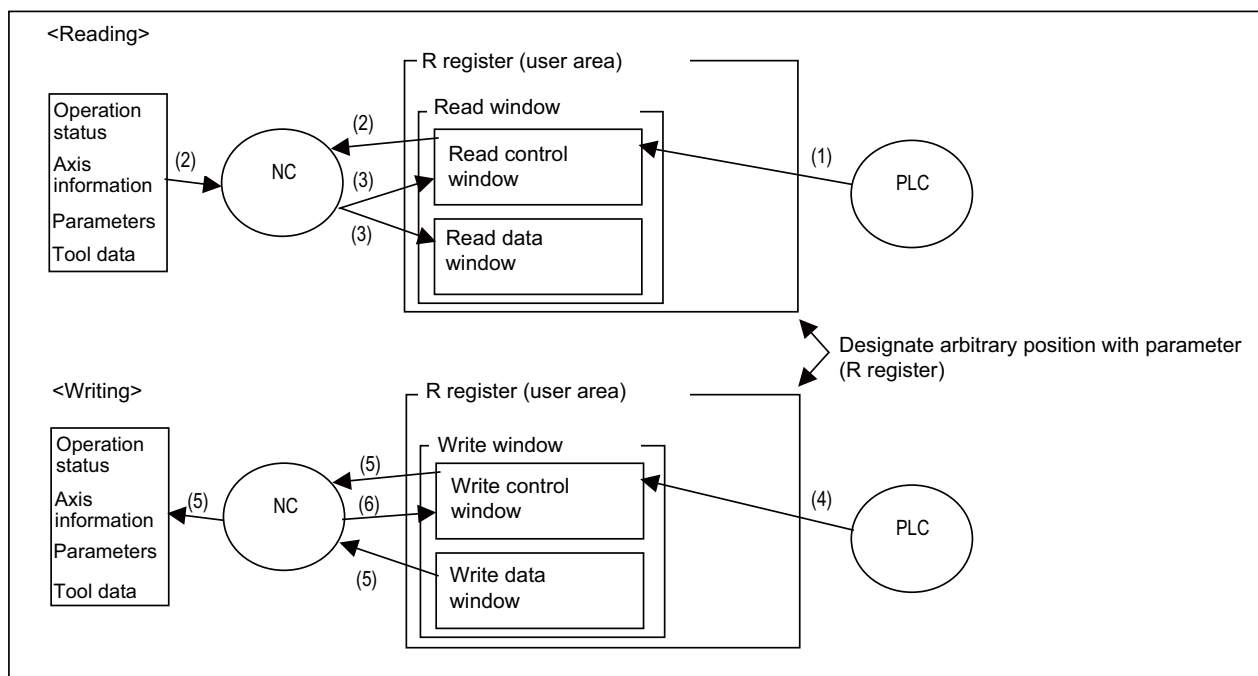 <Reading>
R register (user area)
Operation
status
Axis
information
Parameters
Tool data
(2)
NC
(2)
(3)
(3)
Read window
Read control
window
Read data
window
(1)
PLC
Designate arbitrary position with parameter
(R register)
<Writing>
R register (user area)
Operation
status
Axis
information
Parameters
Tool data
(5)
NC
(5)
(6)
(5)
Write window
Write control
window
Write data
window
(4)
PLC